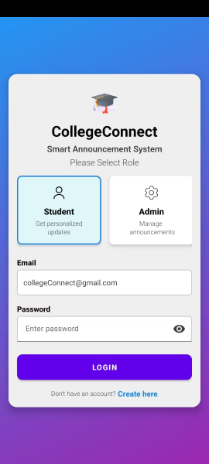 CollegeConnect
Smart Announcement System
Please Select Role
Student
Get personalized
updates
Admin
Manage
announcements
Email
collegeConnect@gmail.com
Password
Enter password
LOGIN
Don't have an account? Create here